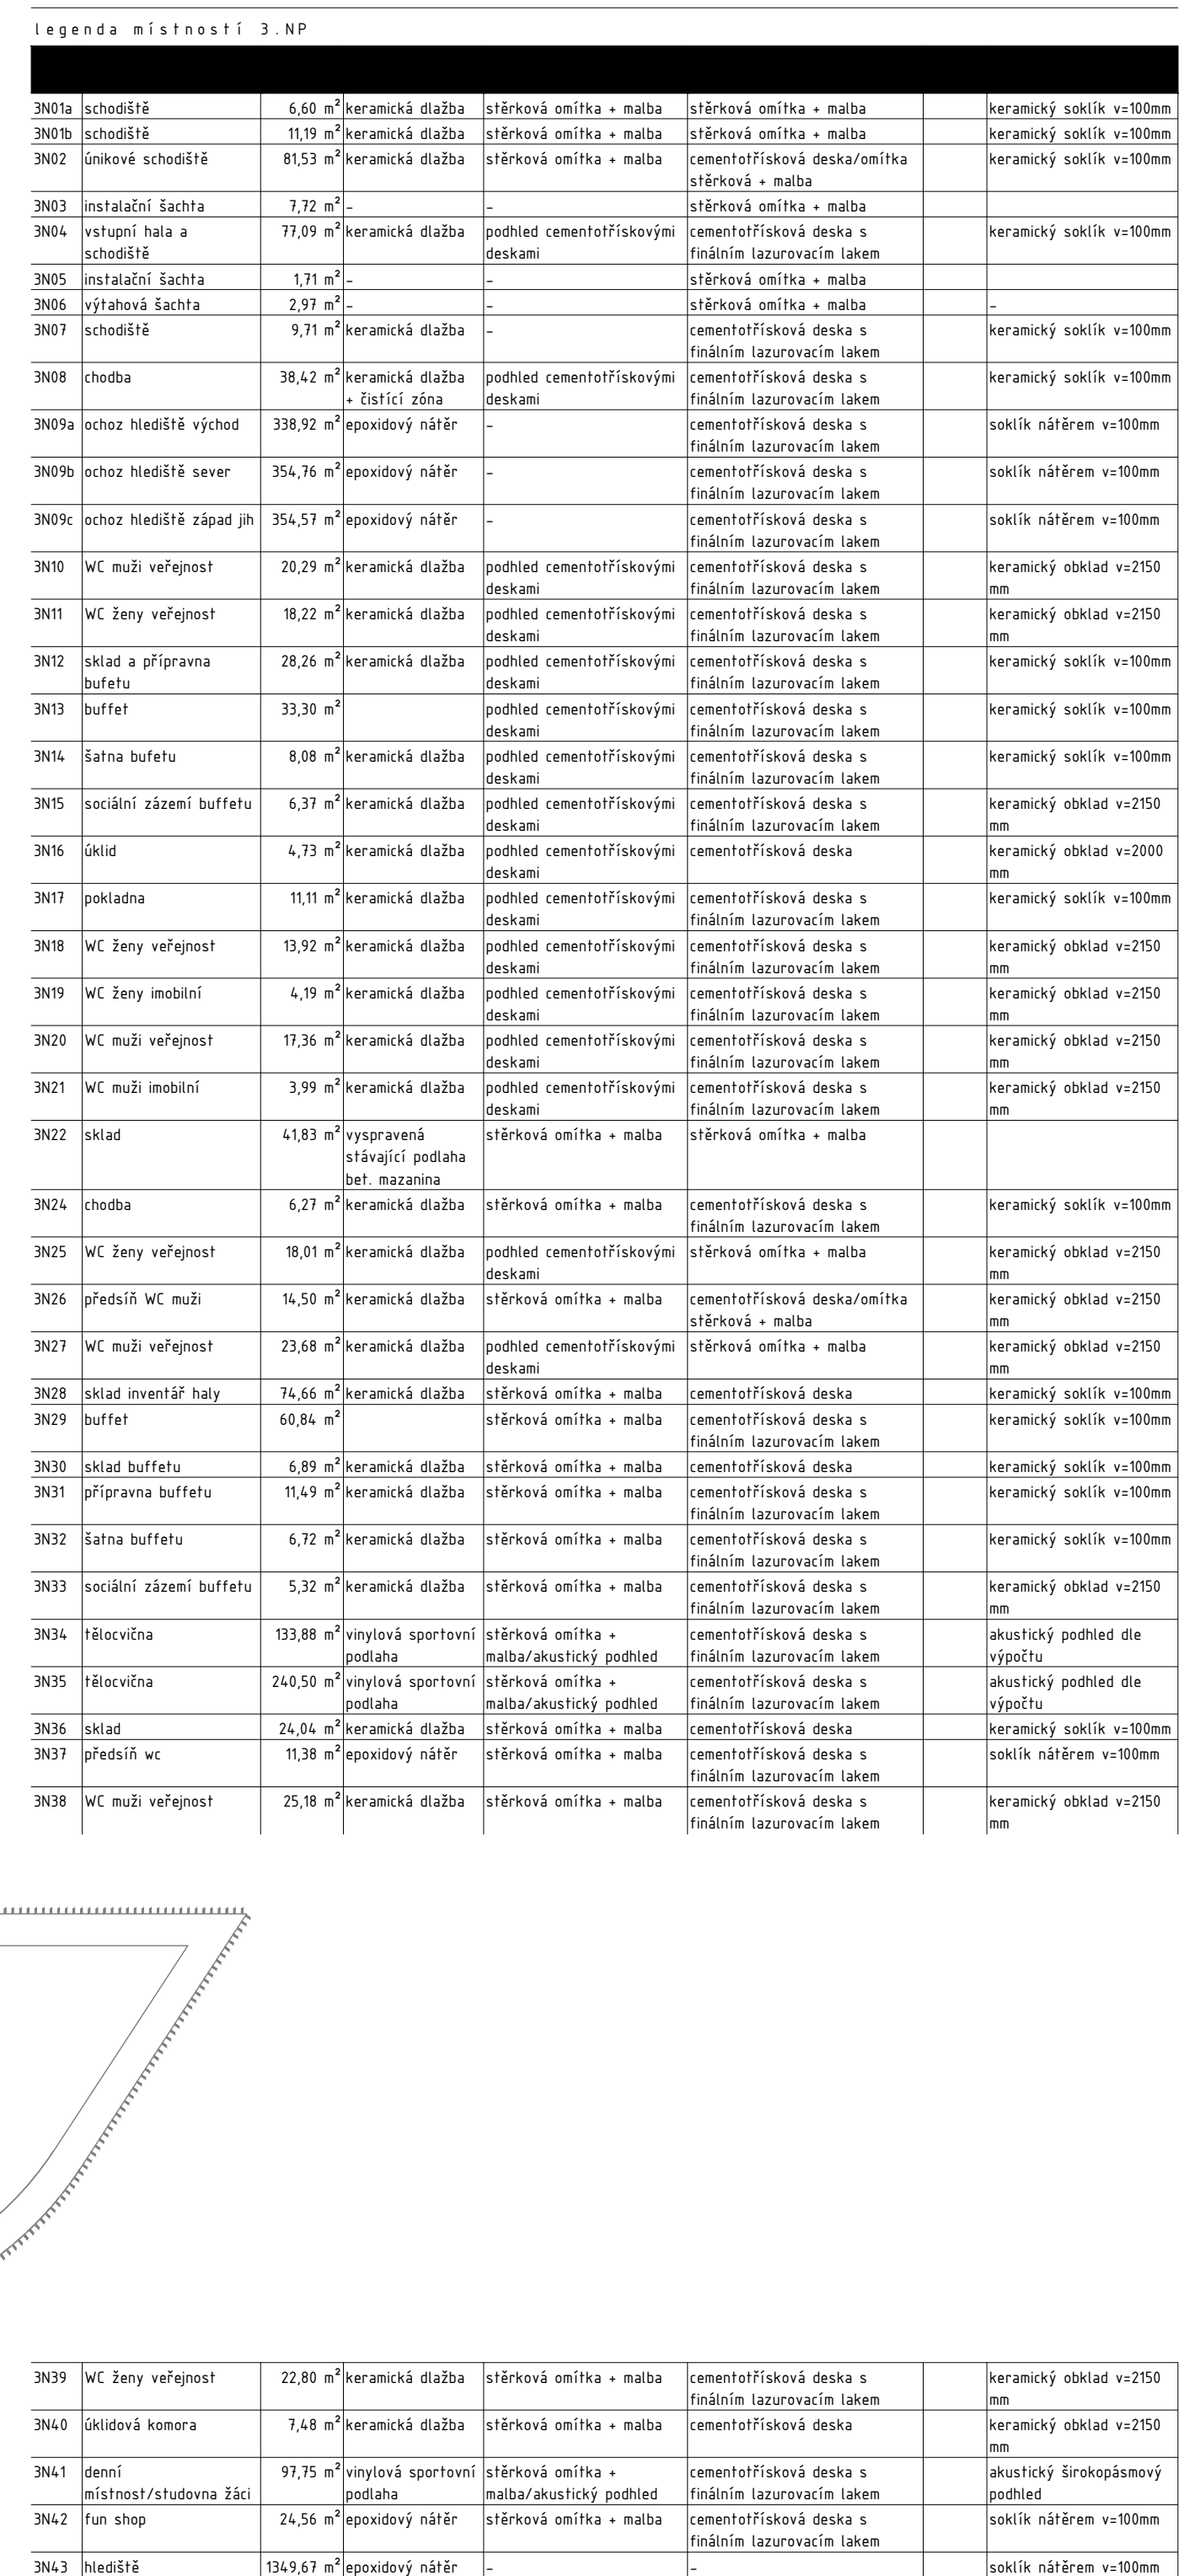 legenda místností 3.NP
3N01a schodiště 6,60 m² keramická dlažba stěrková omítka + malba stěrková omítka + malba keramický soklík v=100mm
3N01b schodiště 11,19 m² keramická dlažba stěrková omítka + malba stěrková omítka + malba keramický soklík v=100mm
3N02 únikové schodiště 81,53 m² keramická dlažba stěrková omítka + malba cementotřísková deska/omítka keramický soklík v=100mm
stěrková + malba
3N03 instalační šachta 7,72 m² - - stěrková omítka + malba
3N04 vstupní hala a 77,09 m² keramická dlažba podhled cementotřískovými cementotřísková deska s keramický soklík v=100mm
schodiště deskami finálním lazurovacím lakem
3N05 instalační šachta 1,71 m² - - stěrková omítka + malba
3N06 výtahová šachta 2,97 m² - - stěrková omítka + malba -
3N07 schodiště 9,71 m² keramická dlažba - cementotřísková deska s keramický soklík v=100mm
finálním lazurovacím lakem
3N08 chodba 38,42 m² keramická dlažba podhled cementotřískovými cementotřísková deska s keramický soklík v=100mm
+ čistící zóna deskami finálním lazurovacím lakem
3N09a ochoz hlediště východ 338,92 m² epoxidový nátěr - cementotřísková deska s soklík nátěrem v=100mm
finálním lazurovacím lakem
3N09b ochoz hlediště sever 354,76 m² epoxidový nátěr - cementotřísková deska s soklík nátěrem v=100mm
finálním lazurovacím lakem
3N09c ochoz hlediště západ jih 354,57 m² epoxidový nátěr - cementotřísková deska s soklík nátěrem v=100mm
finálním lazurovacím lakem
3N10 WC muži veřejnost 20,29 m² keramická dlažba podhled cementotřískovými cementotřísková deska s keramický obklad v=2150
deskami finálním lazurovacím lakem mm
3N11 WC ženy veřejnost 18,22 m² keramická dlažba podhled cementotřískovými cementotřísková deska s keramický obklad v=2150
deskami finálním lazurovacím lakem mm
3N12 sklad a přípravna 28,26 m² keramická dlažba podhled cementotřískovými cementotřísková deska s keramický soklík v=100mm
bufetu deskami finálním lazurovacím lakem
3N13 buffet 33,30 m² podhled cementotřískovými cementotřísková deska s keramický soklík v=100mm
deskami finálním lazurovacím lakem
3N14 šatna bufetu 8,08 m² keramická dlažba podhled cementotřískovými cementotřísková deska s keramický soklík v=100mm
deskami finálním lazurovacím lakem
3N15 sociální zázemí buffetu 6,37 m² keramická dlažba podhled cementotřískovými cementotřísková deska s keramický obklad v=2150
deskami finálním lazurovacím lakem mm
3N16 úklid 4,73 m² keramická dlažba podhled cementotřískovými cementotřísková deska keramický obklad v=2000
deskami mm
3N17 pokladna 11,11 m² keramická dlažba podhled cementotřískovými cementotřísková deska s keramický soklík v=100mm
deskami finálním lazurovacím lakem
3N18 WC ženy veřejnost 13,92 m² keramická dlažba podhled cementotřískovými cementotřísková deska s keramický obklad v=2150
deskami finálním lazurovacím lakem mm
3N19 WC ženy imobilní 4,19 m² keramická dlažba podhled cementotřískovými cementotřísková deska s keramický obklad v=2150
deskami finálním lazurovacím lakem mm
3N20 WC muži veřejnost 17,36 m² keramická dlažba podhled cementotřískovými cementotřísková deska s keramický obklad v=2150
deskami finálním lazurovacím lakem mm
3N21 WC muži imobilní 3,99 m² keramická dlažba podhled cementotřískovými cementotřísková deska s keramický obklad v=2150
deskami finálním lazurovacím lakem mm
3N22 sklad 41,83 m² vyspravená stěrková omítka + malba stěrková omítka + malba
stávající podlaha
bet. mazanina
3N24 chodba 6,27 m² keramická dlažba stěrková omítka + malba cementotřísková deska s keramický soklík v=100mm
finálním lazurovacím lakem
3N25 WC ženy veřejnost 18,01 m² keramická dlažba podhled cementotřískovými stěrková omítka + malba keramický obklad v=2150
deskami mm
3N26 předsíň WC muži 14,50 m² keramická dlažba stěrková omítka + malba cementotřísková deska/omítka keramický obklad v=2150
stěrková + malba mm
3N27 WC muži veřejnost 23,68 m² keramická dlažba podhled cementotřískovými stěrková omítka + malba keramický obklad v=2150
deskami mm
3N28 sklad inventář haly 74,66 m² keramická dlažba stěrková omítka + malba cementotřísková deska keramický soklík v=100mm
3N29 buffet 60,84 m² stěrková omítka + malba cementotřísková deska s keramický soklík v=100mm
finálním lazurovacím lakem
3N30 sklad buffetu 6,89 m² keramická dlažba stěrková omítka + malba cementotřísková deska keramický soklík v=100mm
3N31 přípravna buffetu 11,49 m² keramická dlažba stěrková omítka + malba cementotřísková deska s keramický soklík v=100mm
finálním lazurovacím lakem
3N32 šatna buffetu 6,72 m² keramická dlažba stěrková omítka + malba cementotřísková deska s keramický soklík v=100mm
finálním lazurovacím lakem
3N33 sociální zázemí buffetu 5,32 m² keramická dlažba stěrková omítka + malba cementotřísková deska s keramický obklad v=2150
finálním lazurovacím lakem mm
3N34 tělocvična 133,88 m² vinylová sportovní stěrková omítka + cementotřísková deska s akustický podhled dle
podlaha malba/akustický podhled finálním lazurovacím lakem výpočtu
3N35 tělocvična 240,50 m² vinylová sportovní stěrková omítka + cementotřísková deska s akustický podhled dle
podlaha malba/akustický podhled finálním lazurovacím lakem výpočtu
3N36 sklad 24,04 m² keramická dlažba stěrková omítka + malba cementotřísková deska keramický soklík v=100mm
3N37 předsíň wc 11,38 m² epoxidový nátěr stěrková omítka + malba cementotřísková deska s soklík nátěrem v=100mm
finálním lazurovacím lakem
3N38 WC muži veřejnost 25,18 m² keramická dlažba stěrková omítka + malba cementotřísková deska s keramický obklad v=2150
finálním lazurovacím lakem mm
3N39 WC ženy veřejnost 22,80 m² keramická dlažba stěrková omítka + malba cementotřísková deska s keramický obklad v=2150
finálním lazurovacím lakem mm
3N40 úklidová komora 7,48 m² keramická dlažba stěrková omítka + malba cementotřísková deska keramický obklad v=2150
mm
3N41 denní 97,75 m² vinylová sportovní stěrková omítka + cementotřísková deska s akustický širokopásmový
místnost/studovna žáci podlaha malba/akustický podhled finálním lazurovacím lakem podhled
3N42 fun shop 24,56 m² epoxidový nátěr stěrková omítka + malba cementotřísková deska s soklík nátěrem v=100mm
finálním lazurovacím lakem
3N43 hlediště 1349,67 m² epoxidový nátěr - - soklík nátěrem v=100mm